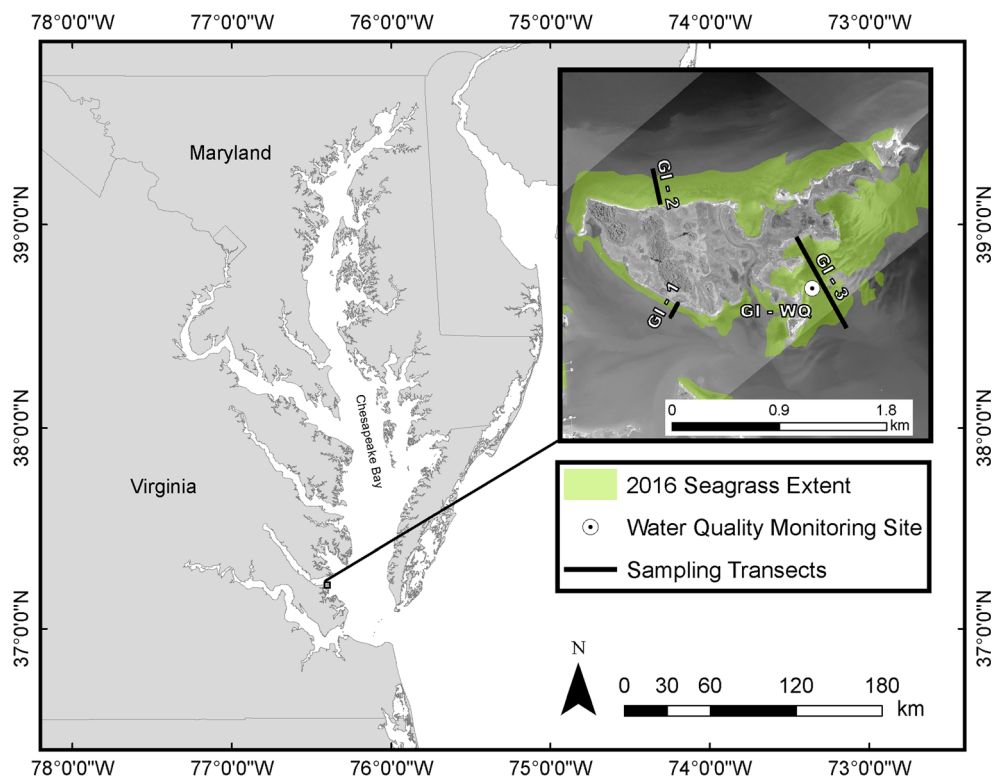 78°0'0"W 77°0'0"W 76°0'0"W 75°0'0"W 74°0'0"W 73°0'0"W
Maryland
39°0'0"N
39°0'0"N
GI - 2
GI - 3
GI - 1
GI - WQ
0 0.9 1.8
km
38°0'0"N
38°0'0"N
Chesapeake Bay
Virginia
2016 Seagrass Extent
Water Quality Monitoring Site
Sampling Transects
37°0'0"N
37°0'0"N
N
0 30 60 120 180
km
78°0'0"W 77°0'0"W 76°0'0"W 75°0'0"W 74°0'0"W 73°0'0"W